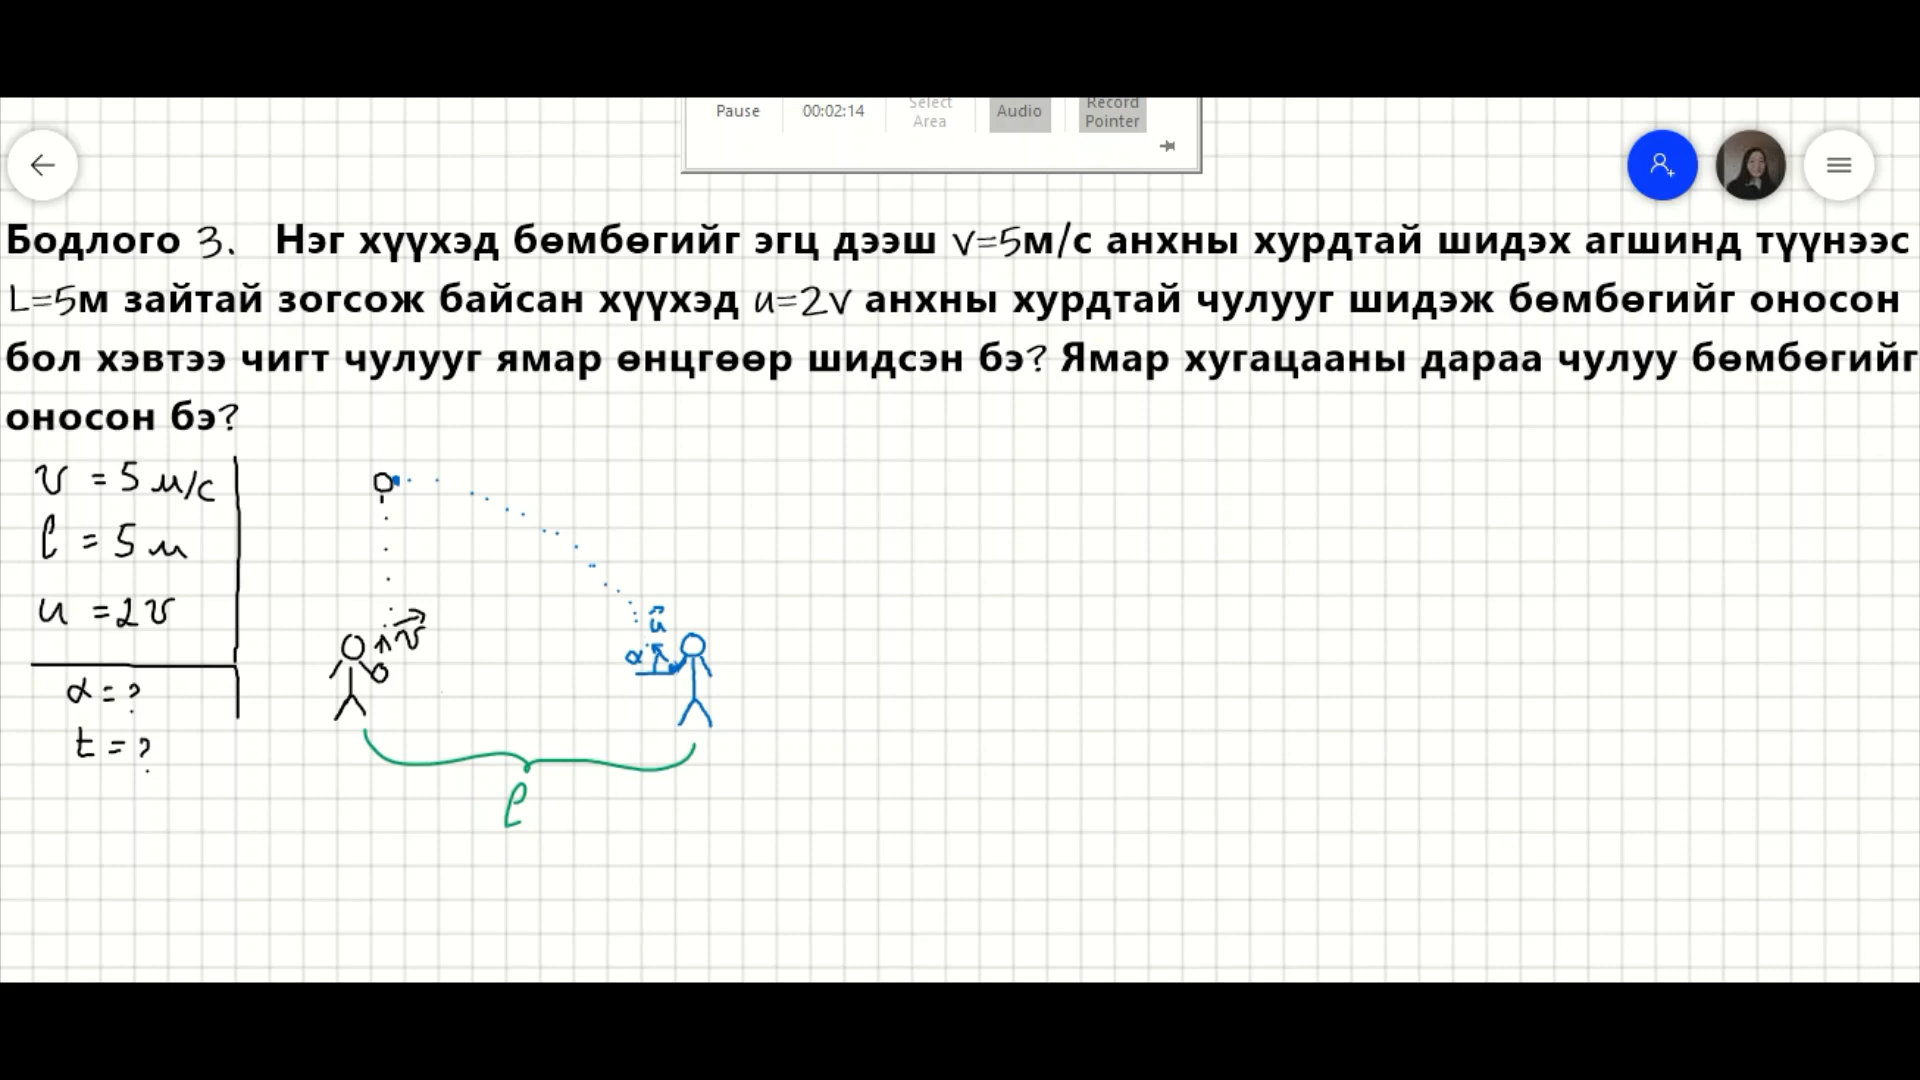 Pause 00:02:14 Select Area Audio Record Pointer
Бодлого 3. Нэг хүүхэд бөмбөгийг эгц дээш v=5м/с анхны хурдтай шидэх агшинд түүнээс
L=5м зайтай зогсож байсан хүүхэд u=2v анхны хурдтай чулууг шидэж бөмбөгийг оносон
бол хэвтээ чигт чулууг ямар өнцгөөр шидсэн бэ? Ямар хугацааны дараа чулуу бөмбөгийг
оносон бэ?
v = 5 м/с
l = 5 м
u = 2v
α = ?
t = ?
v
u
α
l